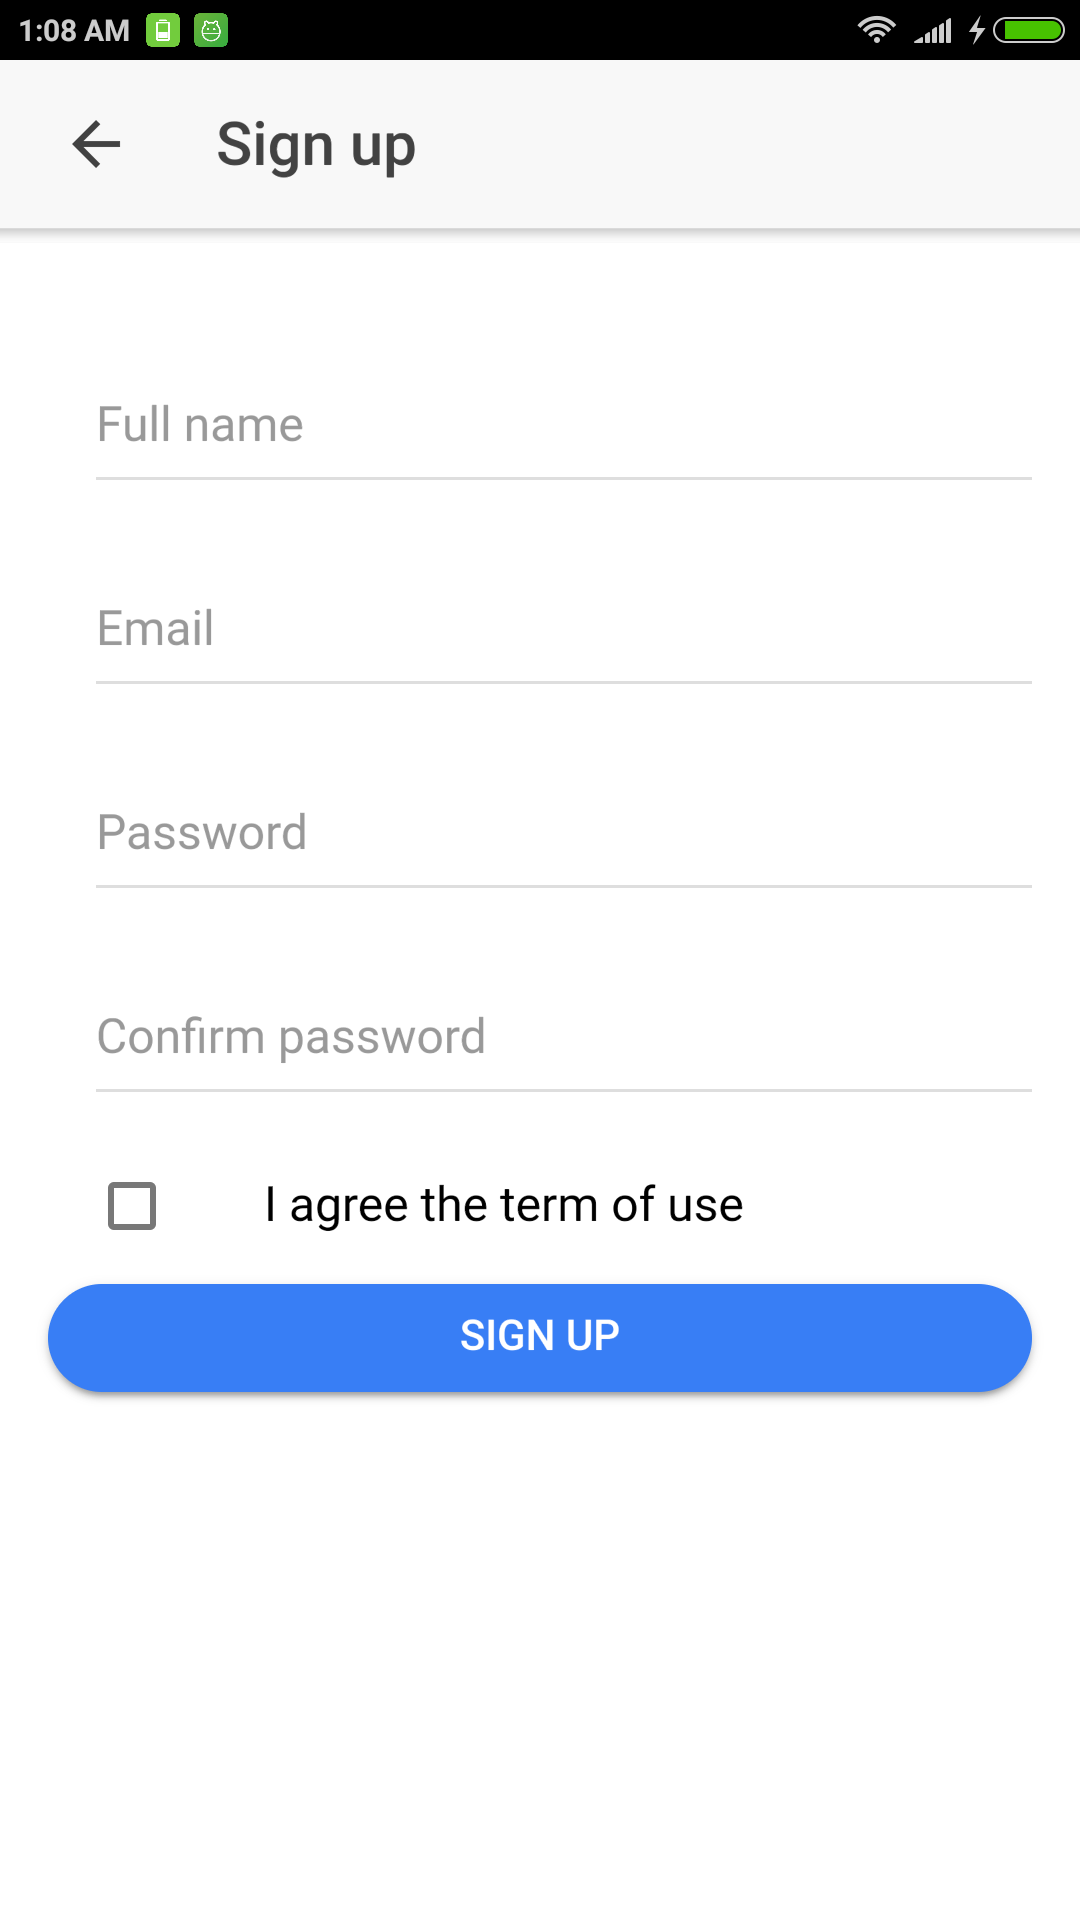 1:08 AM
Sign up
Full name
Email
Password
Confirm password
I agree the term of use
SIGN UP